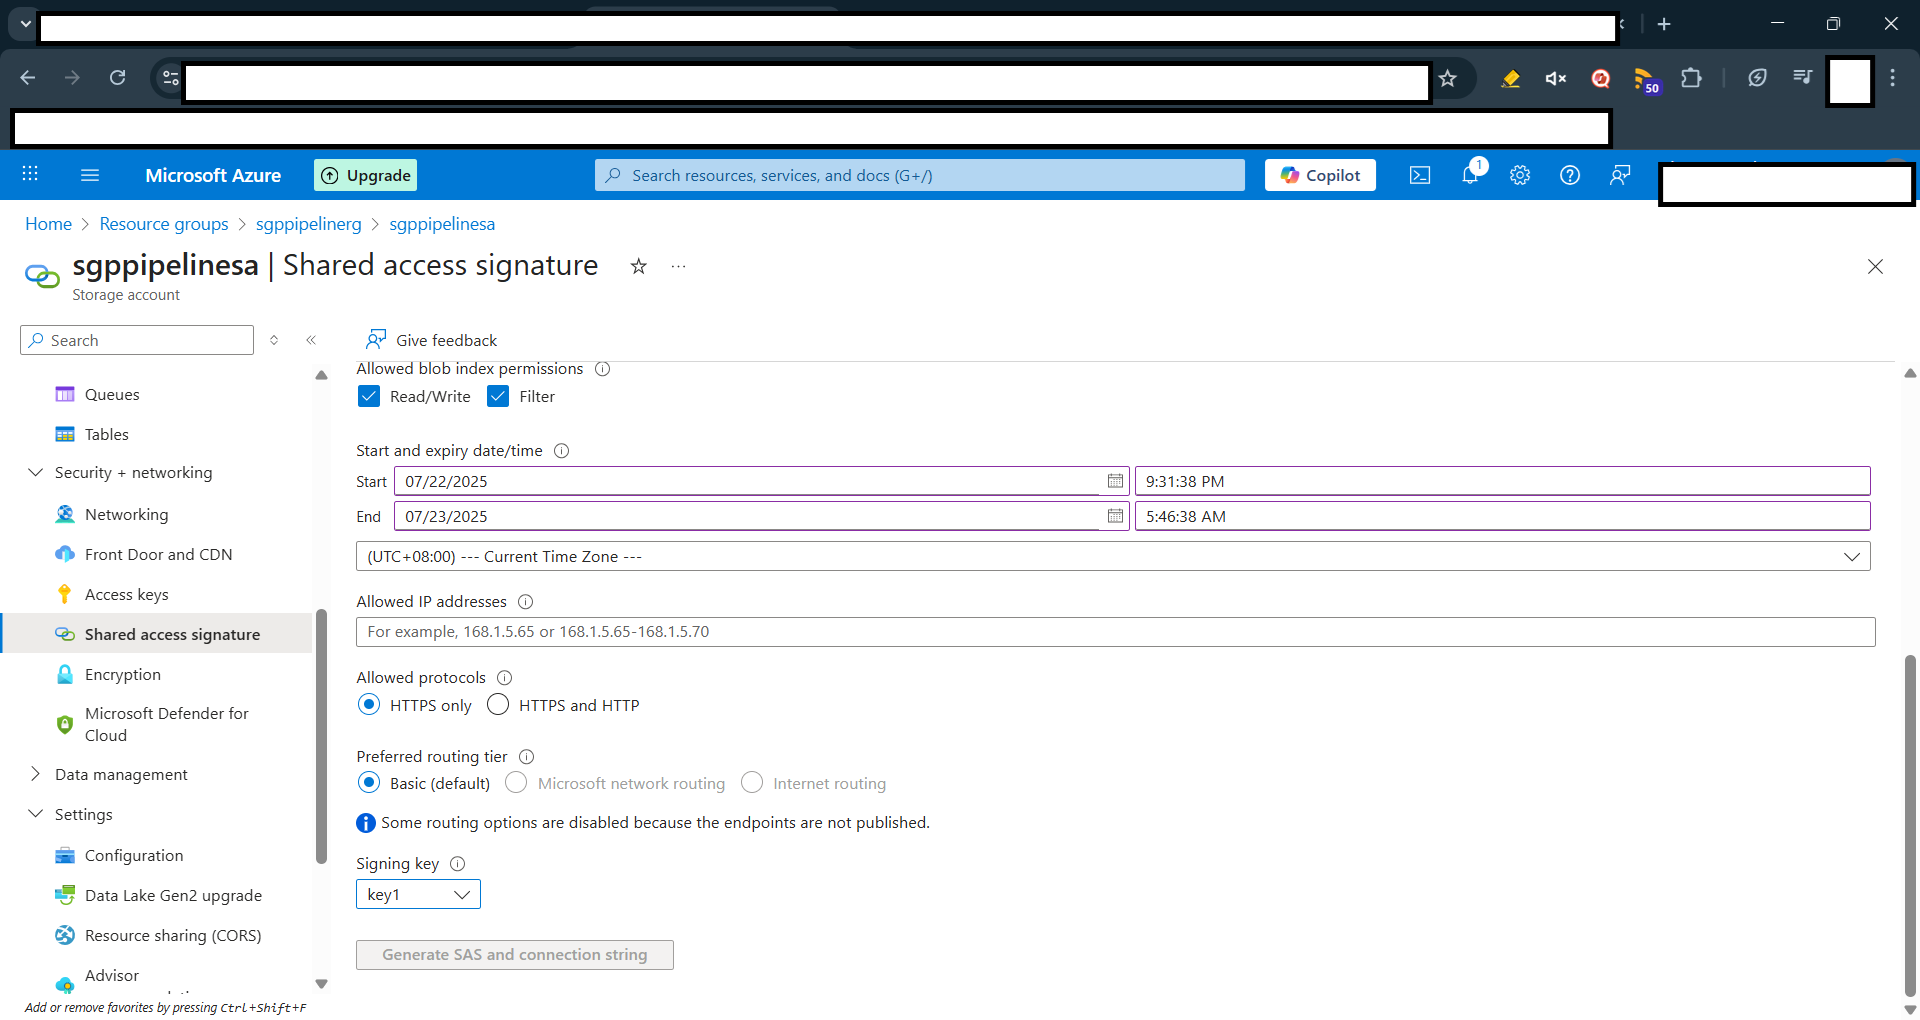 50
Microsoft Azure
Upgrade
Search resources, services, and docs (G+/)
Copilot
1
Home > Resource groups > sgppipelinerg > sgppipelinesa
sgppipelinesa | Shared access signature
Storage account
Search
Give feedback
Queues
Tables
Security + networking
Networking
Front Door and CDN
Access keys
Shared access signature
Encryption
Microsoft Defender for
Cloud
Data management
Settings
Configuration
Data Lake Gen2 upgrade
Resource sharing (CORS)
Advisor
Add or remove favorites by pressing Ctrl+Shift+F
Allowed blob index permissions
Read/Write Filter
Start and expiry date/time
Start 07/22/2025 9:31:38 PM
End 07/23/2025 5:46:38 AM
(UTC+08:00) --- Current Time Zone ---
Allowed IP addresses
For example, 168.1.5.65 or 168.1.5.65-168.1.5.70
Allowed protocols
HTTPS only HTTPS and HTTP
Preferred routing tier
Basic (default) Microsoft network routing Internet routing
Some routing options are disabled because the endpoints are not published.
Signing key
key1
Generate SAS and connection string